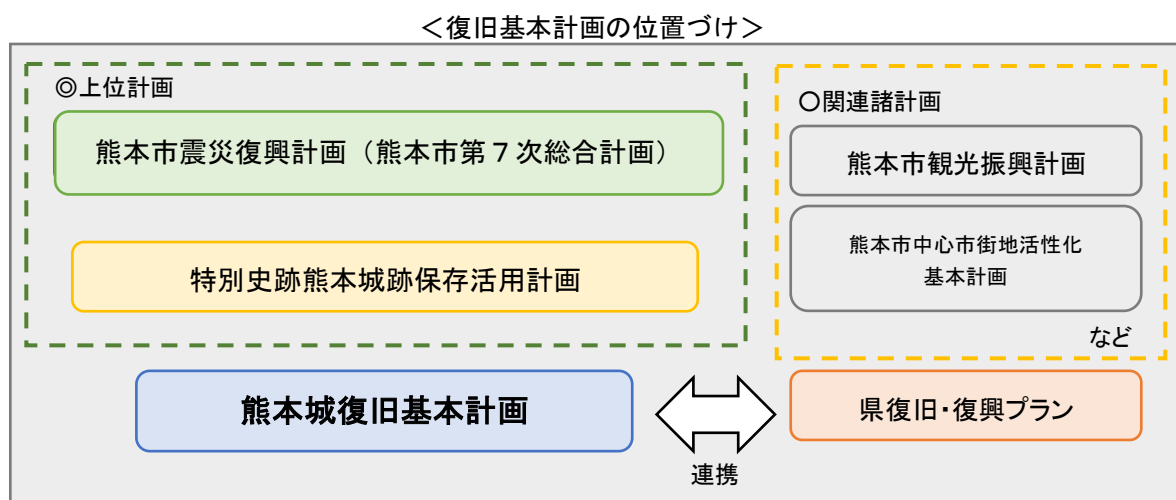 ＜復旧基本計画の位置づけ＞
◎上位計画
熊本市震災復興計画（熊本市第７次総合計画）
特別史跡熊本城跡保存活用計画
〇関連諸計画
熊本市観光振興計画
熊本市中心市街地活性化
基本計画
など
熊本城復旧基本計画
連携
県復旧・復興プラン